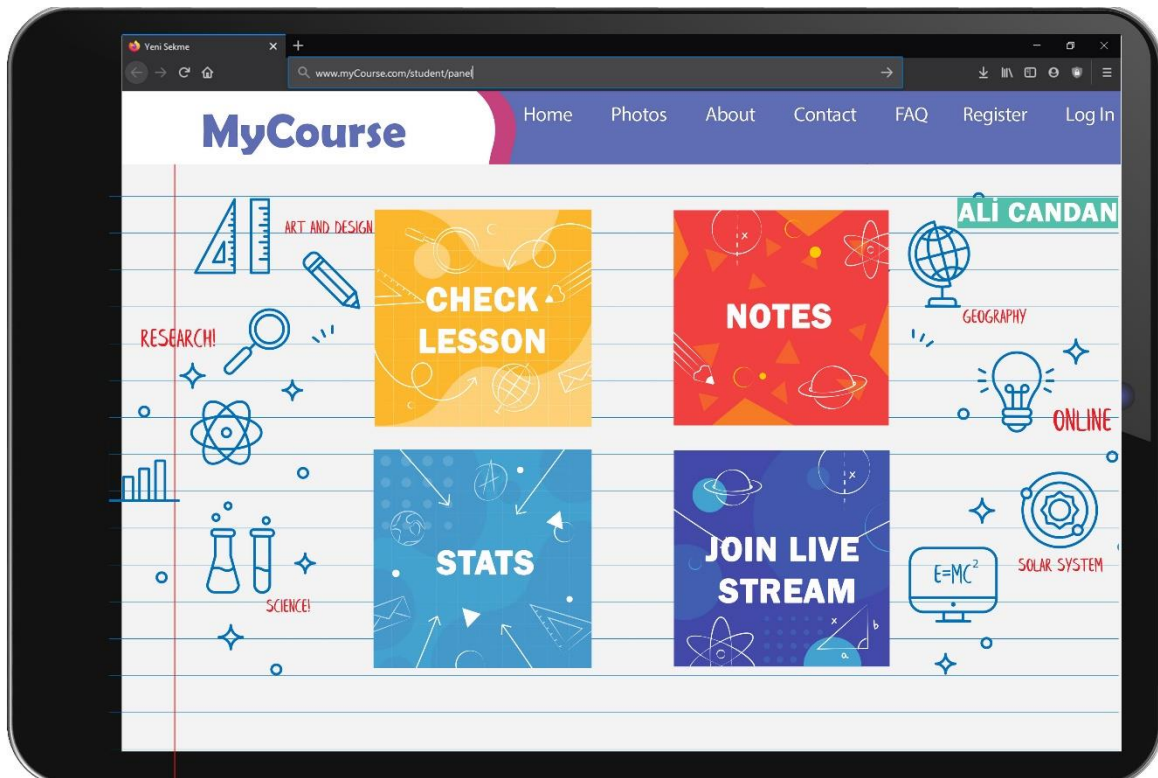 Yeni Sekme
www.myCourse.com/student/panel
MyCourse
Home Photos About Contact FAQ Register Log In
ALİ CANDAN
ART AND DESIGN
CHECK
LESSON
NOTES
GEOGRAPHY
RESEARCH!
ONLINE
STATS
JOIN LIVE
STREAM
E=MC²
SOLAR SYSTEM
SCIENCE!
x
x
x
b
a